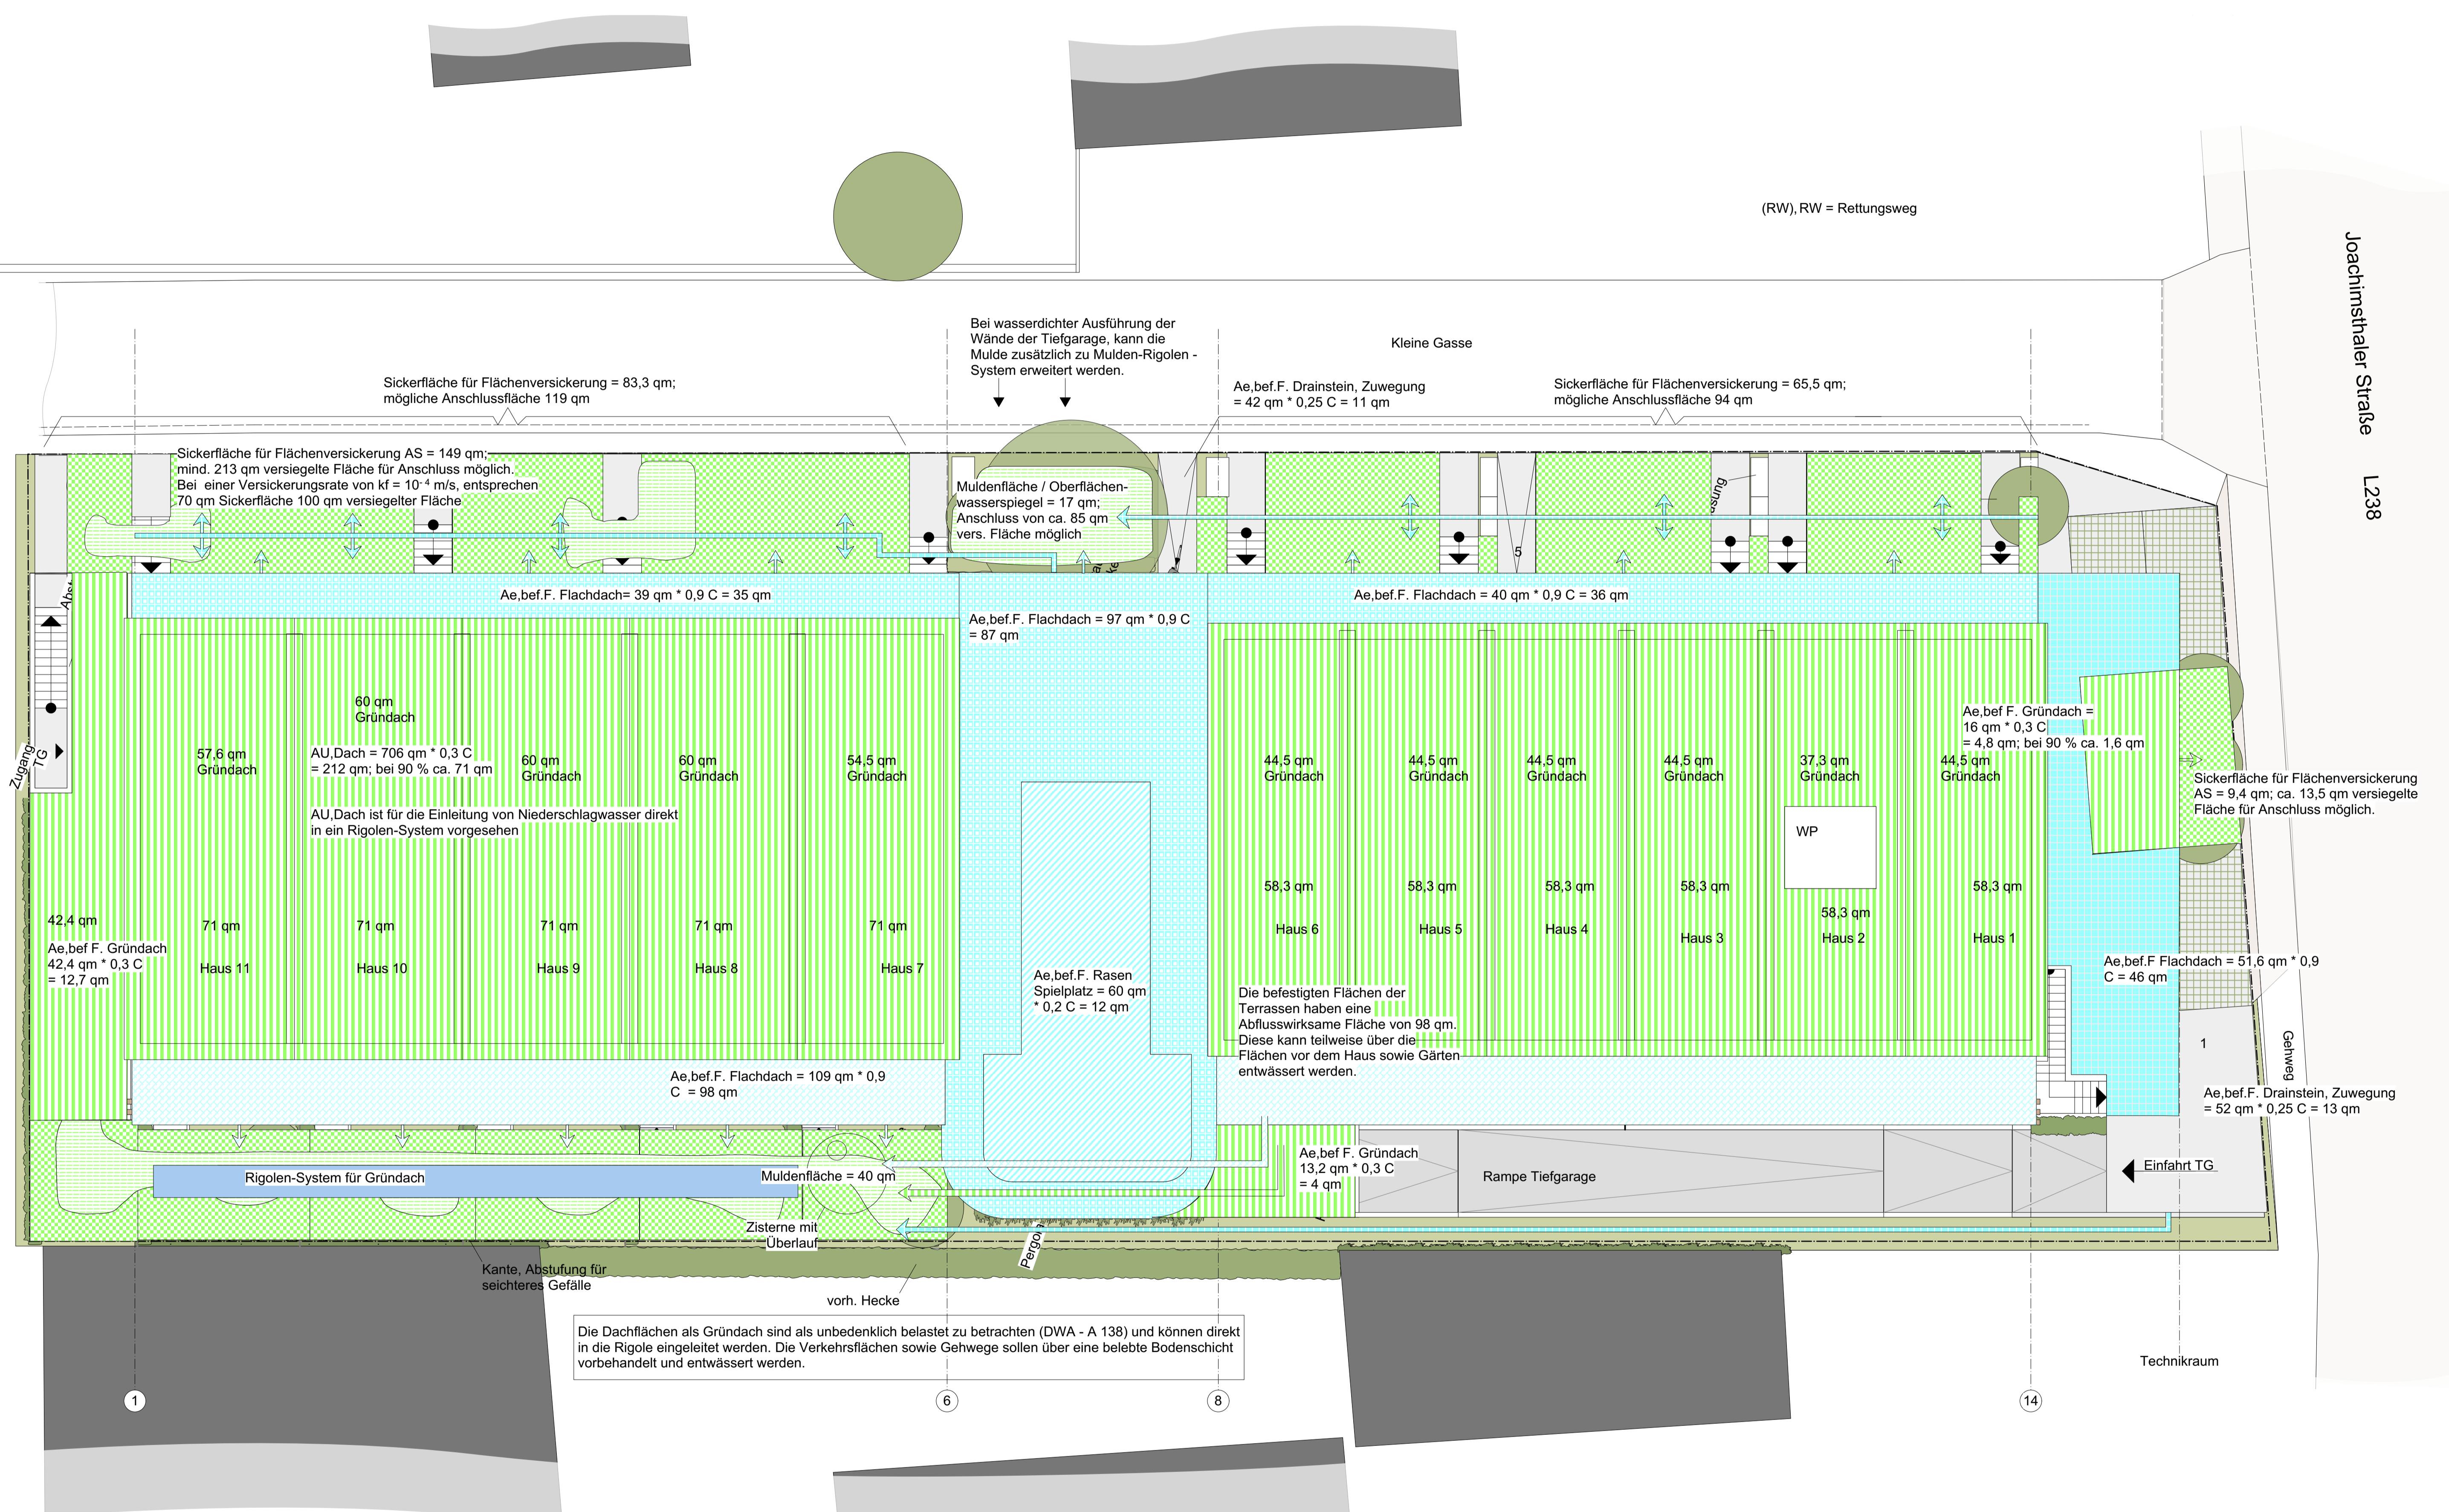 (RW), RW = Rettungsweg
Joachimsthaler Straße
L238
Kleine Gasse
Bei wasserdichter Ausführung der
Wände der Tiefgarage, kann die
Mulde zusätzlich zu Mulden-Rigolen -
System erweitert werden.
Sickerfläche für Flächenversickerung = 83,3 qm;
mögliche Anschlussfläche 119 qm
Ae,bef.F. Drainstein, Zuwegung
= 42 qm * 0,25 C = 11 qm
Sickerfläche für Flächenversickerung = 65,5 qm;
mögliche Anschlussfläche 94 qm
Sickerfläche für Flächenversickerung AS = 149 qm;
mind. 213 qm versiegelte Fläche für Anschluss möglich.
Bei einer Versickerungsrate von kf = 10⁻⁴ m/s, entsprechen
70 qm Sickerfläche 100 qm versiegelter Fläche
Muldenfläche / Oberflächen-
wasserspiegel = 17 qm;
Anschluss von ca. 85 qm
vers. Fläche möglich
5
Ae,bef.F. Flachdach= 39 qm * 0,9 C = 35 qm
Ae,bef.F. Flachdach = 97 qm * 0,9 C
= 87 qm
Ae,bef.F. Flachdach = 40 qm * 0,9 C = 36 qm
Zugang
TG
57,6 qm
Gründach
60 qm
Gründach
AU,Dach = 706 qm * 0,3 C
= 212 qm; bei 90 % ca. 71 qm
AU,Dach ist für die Einleitung von Niederschlagwasser direkt
in ein Rigolen-System vorgesehen
60 qm
Gründach
60 qm
Gründach
54,5 qm
Gründach
44,5 qm
Gründach
44,5 qm
Gründach
44,5 qm
Gründach
44,5 qm
Gründach
37,3 qm
Gründach
44,5 qm
Gründach
WP
Ae,bef F. Gründach =
16 qm * 0,3 C
= 4,8 qm; bei 90 % ca. 1,6 qm
Sickerfläche für Flächenversickerung
AS = 9,4 qm; ca. 13,5 qm versiegelte
Fläche für Anschluss möglich.
58,3 qm
58,3 qm
58,3 qm
58,3 qm
58,3 qm
58,3 qm
Haus 6
Haus 5
Haus 4
Haus 3
Haus 2
Haus 1
42,4 qm
Ae,bef F. Gründach
42,4 qm * 0,3 C
= 12,7 qm
71 qm
71 qm
71 qm
71 qm
71 qm
Haus 11
Haus 10
Haus 9
Haus 8
Haus 7
Ae,bef.F. Rasen
Spielplatz = 60 qm
* 0,2 C = 12 qm
Die befestigten Flächen der
Terrassen haben eine
Abflusswirksame Fläche von 98 qm.
Diese kann teilweise über die
Flächen vor dem Haus sowie Gärten
entwässert werden.
Ae,bef.F Flachdach = 51,6 qm * 0,9
C = 46 qm
1
Gehweg
Ae,bef.F. Drainstein, Zuwegung
= 52 qm * 0,25 C = 13 qm
Ae,bef.F. Flachdach = 109 qm * 0,9
C = 98 qm
Rigolen-System für Gründach
Muldenfläche = 40 qm
Ae,bef F. Gründach
13,2 qm * 0,3 C
= 4 qm
Rampe Tiefgarage
Einfahrt TG
Zisterne mit
Überlauf
Kante, Abstufung für
seichteres Gefälle
vorh. Hecke
Die Dachflächen als Gründach sind als unbedenklich belastet zu betrachten (DWA - A 138) und können direkt
in die Rigole eingeleitet werden. Die Verkehrsflächen sowie Gehwege sollen über eine belebte Bodenschicht
vorbehandelt und entwässert werden.
Technikraum
1
6
8
14